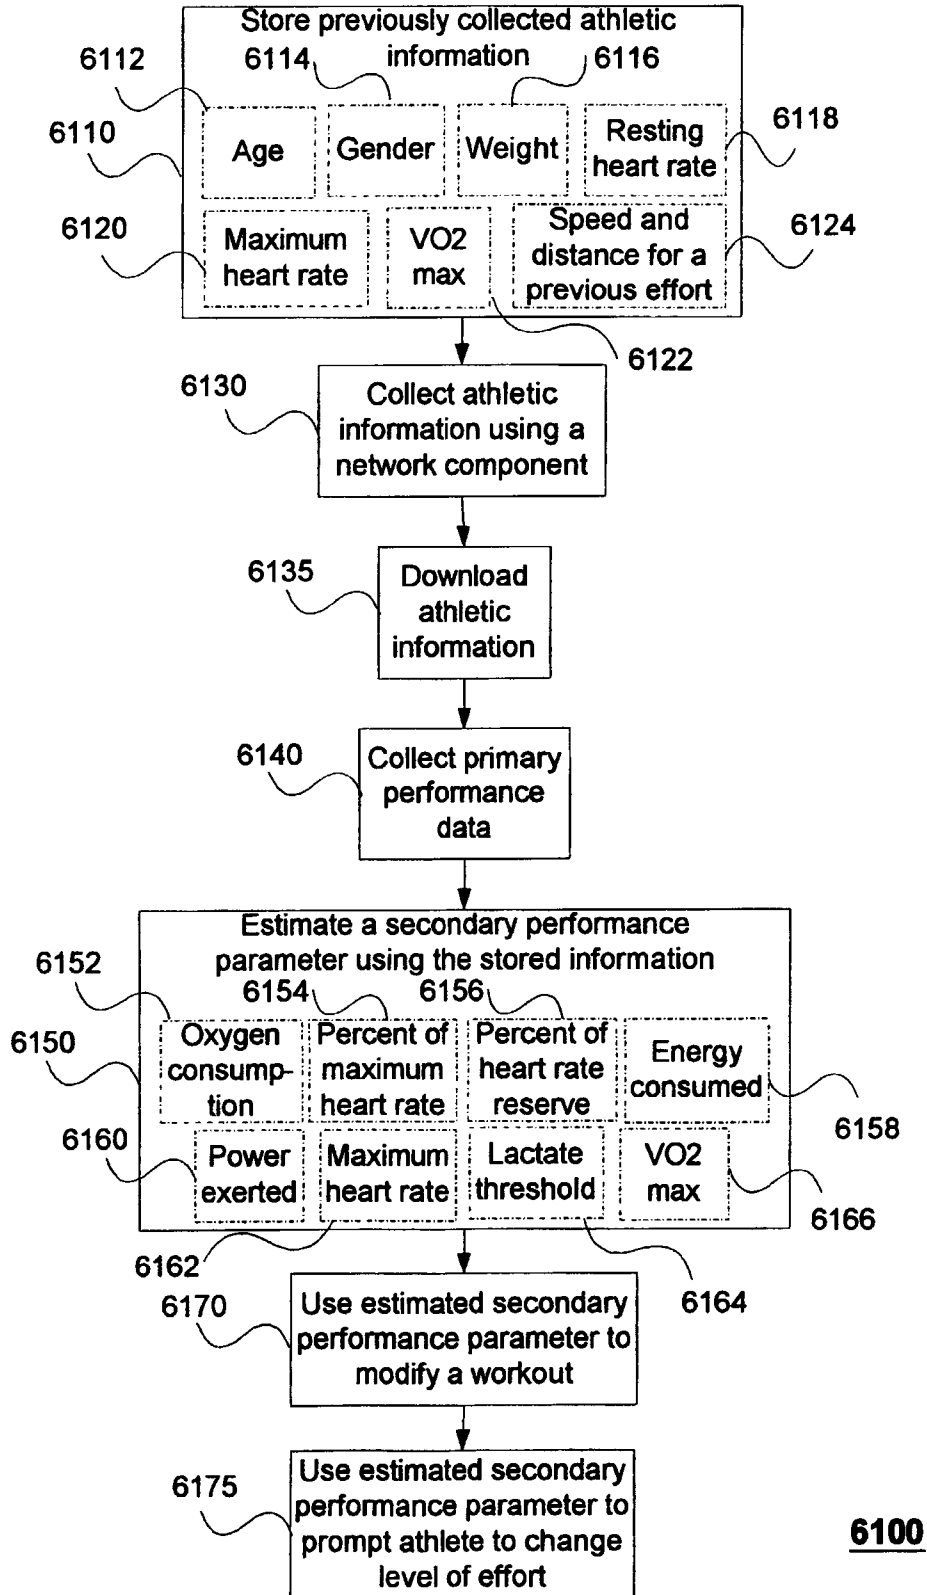 Store previously collected athletic
information
6112
6114
6116
6110
Age
Gender
Weight
Resting
heart rate
6118
6120
Maximum
heart rate
VO2
max
Speed and
distance for a
previous effort
6124
6122
6130
Collect athletic
information using a
network component
6135
Download
athletic
information
6140
Collect primary
performance
data
Estimate a secondary performance
parameter using the stored information
6152
6154
6156
6150
Oxygen
consump-
tion
Percent of
maximum
heart rate
Percent of
heart rate
reserve
Energy
consumed
6158
6160
Power
exerted
Maximum
heart rate
Lactate
threshold
VO2
max
6166
6162
6164
6170
Use estimated secondary
performance parameter to
modify a workout
6175
Use estimated secondary
performance parameter to
prompt athlete to change
level of effort
6100